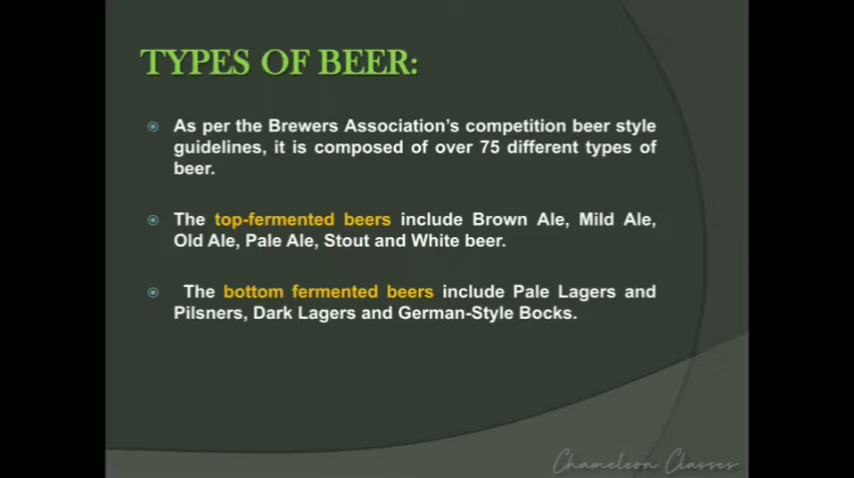 TYPES OF BEER:
As per the Brewers Association's competition beer style
guidelines, it is composed of over 75 different types of
beer.
The top-fermented beers include Brown Ale, Mild Ale,
Old Ale, Pale Ale, Stout and White beer.
The bottom fermented beers include Pale Lagers and
Pilsners, Dark Lagers and German-Style Bocks.
Chameleon Classes